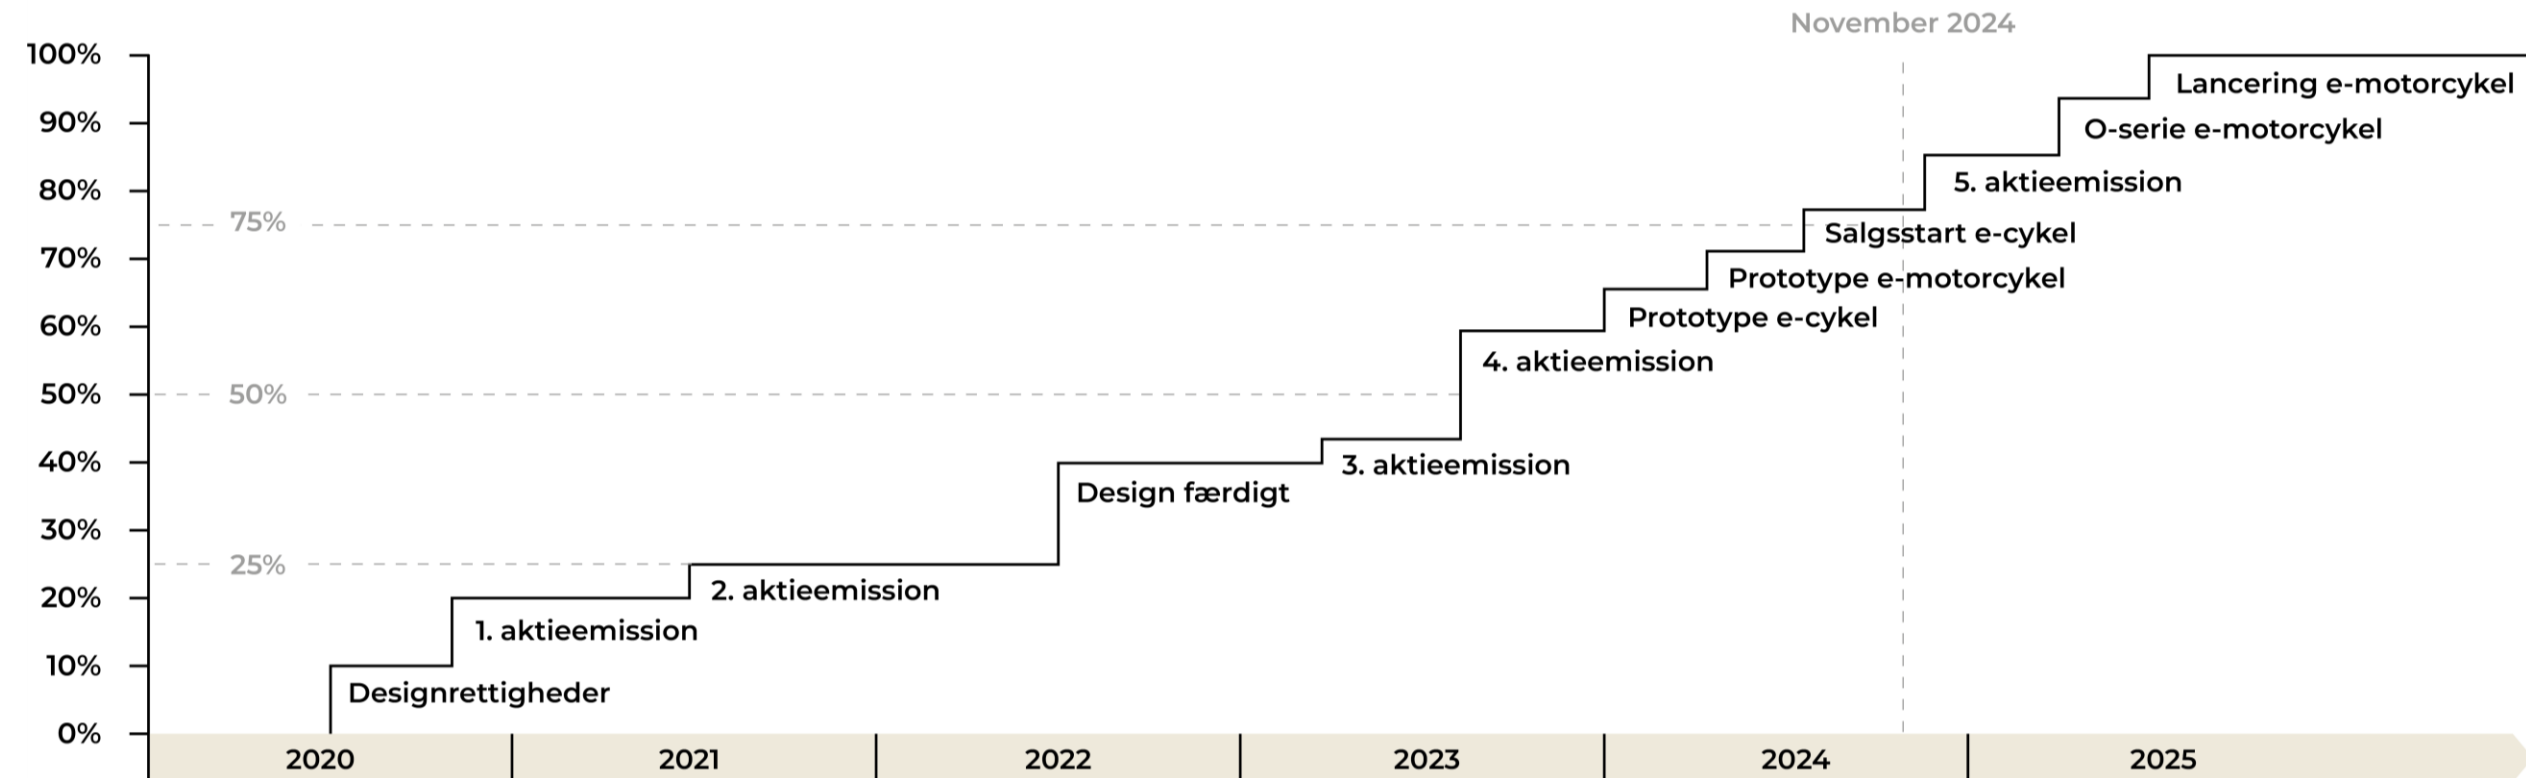 November 2024
100%
Lancering e-motorcykel
90%
O-serie e-motorcykel
80%
5. aktieemission
75%
Salgsstart e-cykel
70%
Prototype e-motorcykel
60%
Prototype e-cykel
4. aktieemission
50%
50%
40%
3. aktieemission
Design færdigt
30%
25%
20%
2. aktieemission
1. aktieemission
10%
Designrettigheder
0%
2020
2021
2022
2023
2024
2025